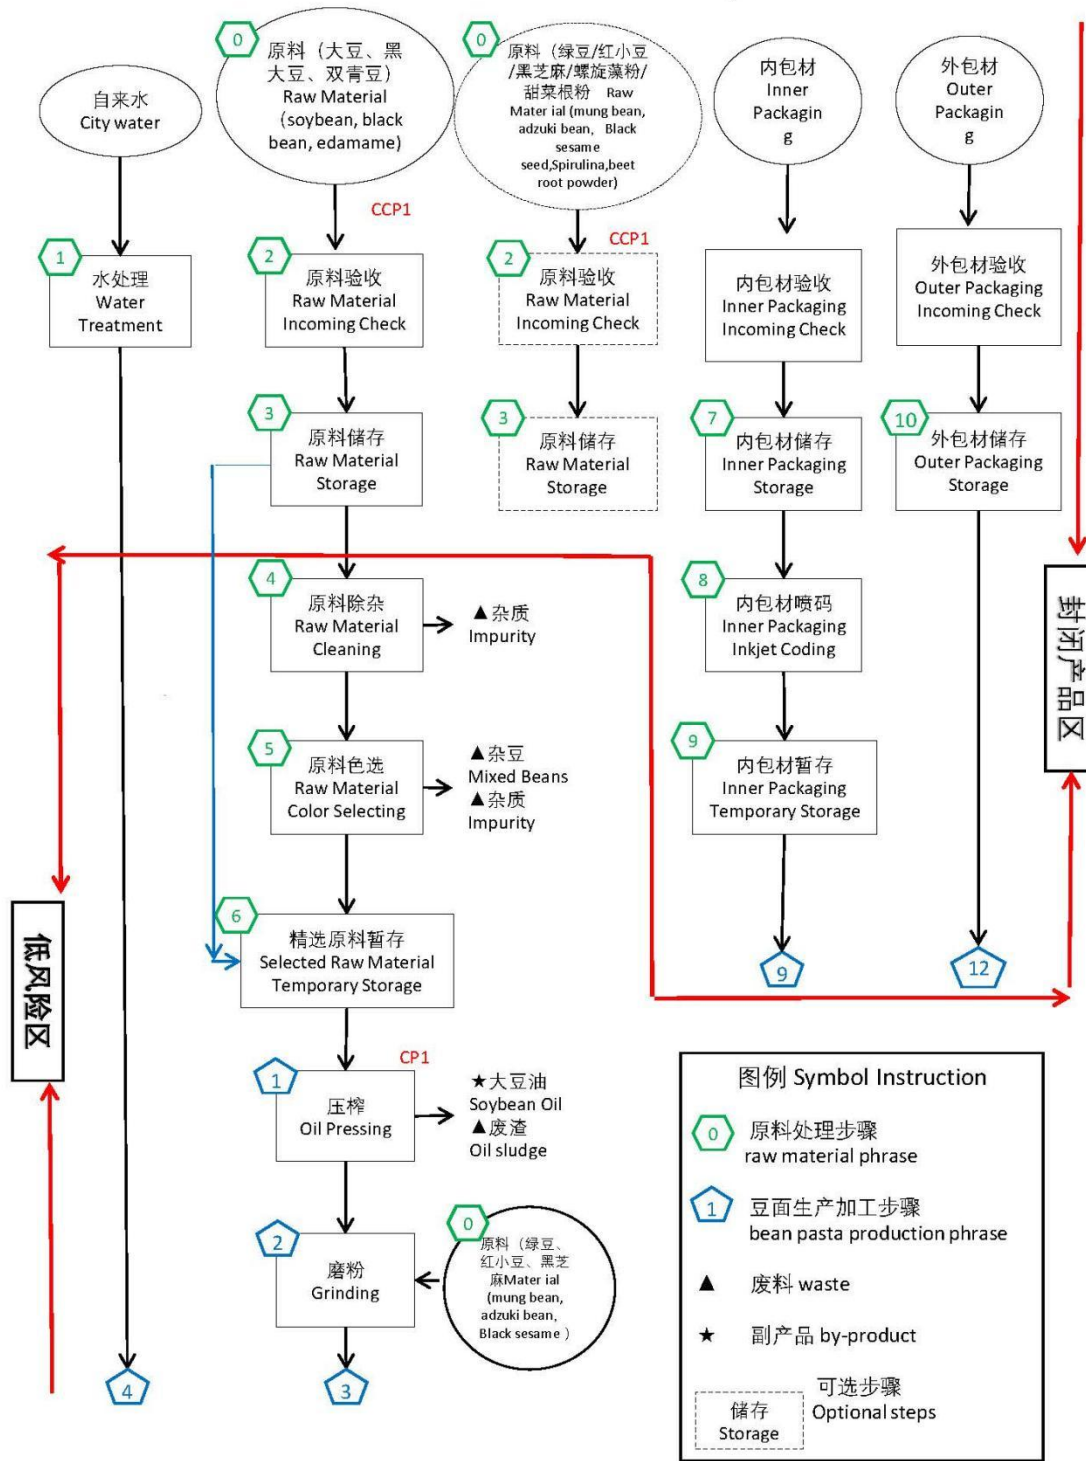 0
原料（大豆、黑
大豆、双青豆）
Raw Material
(soybean, black
bean, edamame)
0
原料（绿豆/红小豆
/黑芝麻/螺旋藻粉/
甜菜根粉 Raw
Mater ial (mung bean,
adzuki bean, Black
sesame
seed,Spirulina,beet
root powder)
自来水
City water
内包材
Inner
Packagin
g
外包材
Outer
Packagin
g
CCP1
CCP1
1
水处理
Water
Treatment
2
原料验收
Raw Material
Incoming Check
2
原料验收
Raw Material
Incoming Check
内包材验收
Inner Packaging
Incoming Check
外包材验收
Outer Packaging
Incoming Check
3
原料储存
Raw Material
Storage
3
原料储存
Raw Material
Storage
7
内包材储存
Inner Packaging
Storage
10
外包材储存
Outer Packaging
Storage
4
原料除杂
Raw Material
Cleaning
▲杂质
Impurity
8
内包材喷码
Inner Packaging
Inkjet Coding
封闭产品区
5
原料色选
Raw Material
Color Selecting
▲杂豆
Mixed Beans
▲杂质
Impurity
9
内包材暂存
Inner Packaging
Temporary Storage
低风险区
6
精选原料暂存
Selected Raw Material
Temporary Storage
9
12
CP1
1
压榨
Oil Pressing
★大豆油
Soybean Oil
▲废渣
Oil sludge
2
磨粉
Grinding
0
原料（绿豆、
红小豆、黑芝
麻Mater ial
(mung bean,
adzuki bean,
Black sesame ）
4
3
图例 Symbol Instruction
0
原料处理步骤
raw material phrase
1
豆面生产加工步骤
bean pasta production phrase
▲ 废料 waste
★ 副产品 by-product
储存
Storage
可选步骤
Optional steps